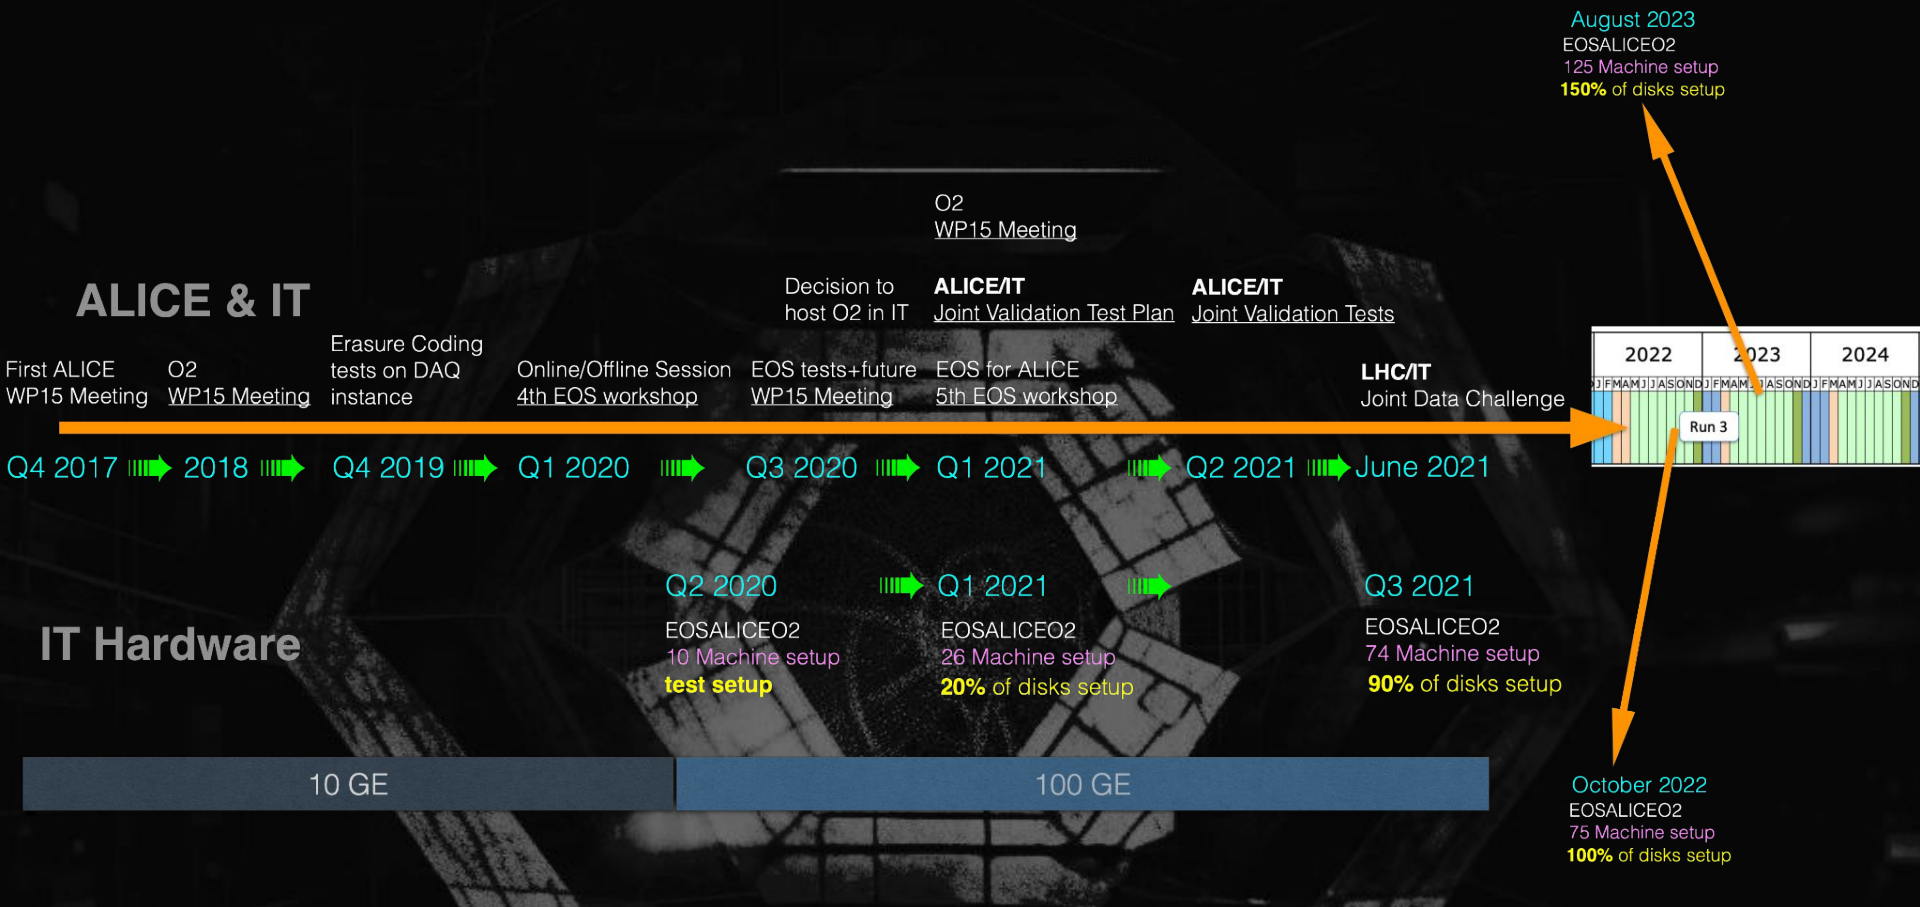 August 2023
EOSALICEO2
125 Machine setup
150% of disks setup
O2
WP15 Meeting
ALICE & IT
Decision to
host O2 in IT
ALICE/IT
Joint Validation Test Plan
ALICE/IT
Joint Validation Tests
First ALICE
WP15 Meeting
O2
WP15 Meeting
Erasure Coding
tests on DAQ
instance
Online/Offline Session
4th EOS workshop
EOS tests+future
WP15 Meeting
EOS for ALICE
5th EOS workshop
LHC/IT
Joint Data Challenge
2022 2023 2024
J F M A M J J A S O N D J F M A M J J A S O N D J F M A M J J A S O N D
Run 3
Q4 2017 2018 Q4 2019 Q1 2020 Q3 2020 Q1 2021 Q2 2021 June 2021
IT Hardware
Q2 2020
EOSALICEO2
10 Machine setup
test setup
Q1 2021
EOSALICEO2
26 Machine setup
20% of disks setup
Q3 2021
EOSALICEO2
74 Machine setup
90% of disks setup
10 GE
100 GE
October 2022
EOSALICEO2
75 Machine setup
100% of disks setup